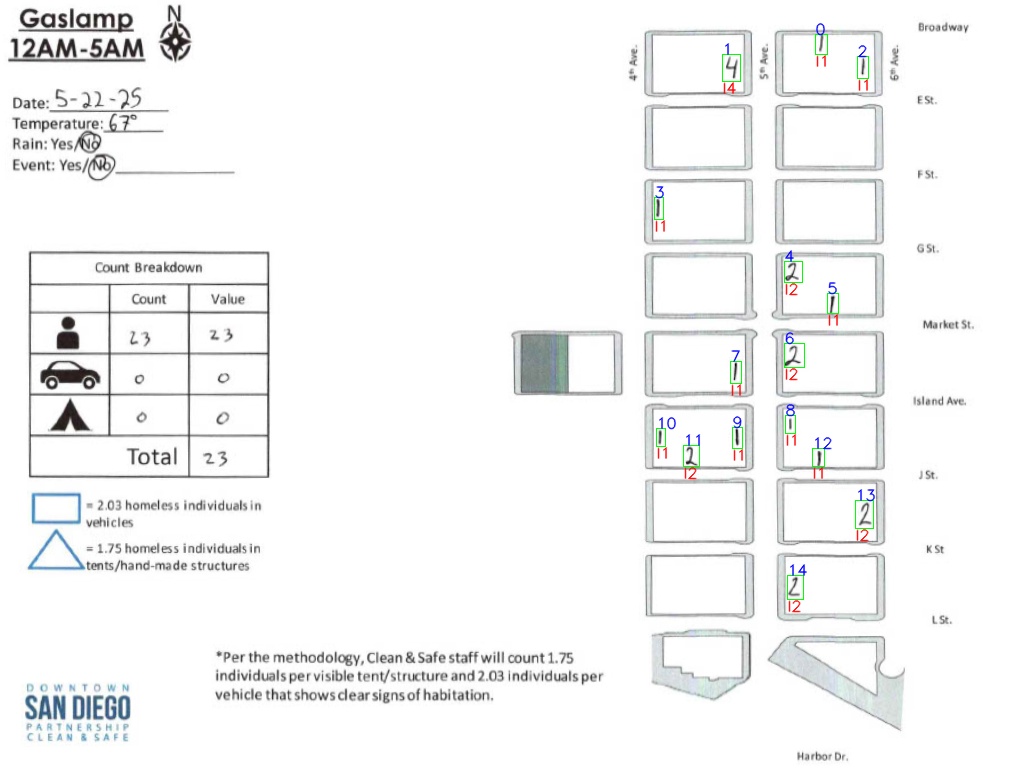 Gaslamp
12AM-5AM
N
Date: 5-22-25
Temperature: 67°
Rain: Yes/No
Event: Yes/No
Count Breakdown
Count Value
23 23
0 0
0 0
Total 23
= 2.03 homeless individuals in
vehicles
= 1.75 homeless individuals in
tents/hand-made structures
*Per the methodology, Clean & Safe staff will count 1.75
individuals per visible tent/structure and 2.03 individuals per
vehicle that shows clear signs of habitation.
DOWNTOWN
SAN DIEGO
PARTNERSHIP
CLEAN & SAFE
Broadway
4th Ave.
5th Ave.
6th Ave.
0
1
I1
1
4
I4
2
1
I1
E St.
F St.
3
1
I1
G St.
4
2
I2
5
1
I1
Market St.
6
2
I2
7
1
I1
Island Ave.
8
1
I1
9
1
I1
10
1
I1
11
2
I2
12
1
I1
J St.
13
2
I2
K St
14
2
I2
L St.
Harbor Dr.